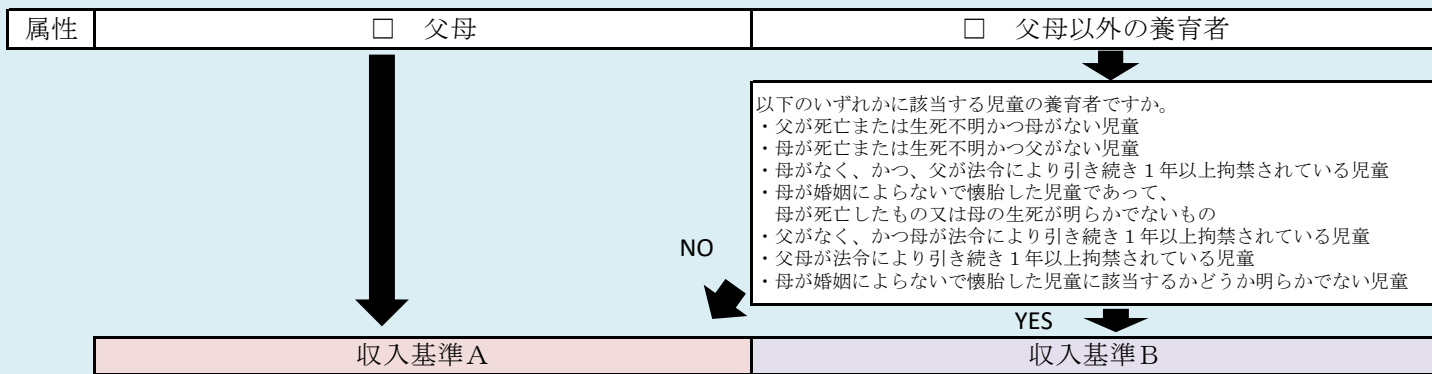 属性
□ 父母
□ 父母以外の養育者
以下のいずれかに該当する児童の養育者ですか。
・父が死亡または生死不明かつ母がない児童
・母が死亡または生死不明かつ父がない児童
・母がなく、かつ、父が法令により引き続き１年以上拘禁されている児童
・母が婚姻によらないで懐胎した児童であって、
母が死亡したもの又は母の生死が明らかでないもの
・父がなく、かつ母が法令により引き続き１年以上拘禁されている児童
・父母が法令により引き続き１年以上拘禁されている児童
・母が婚姻によらないで懐胎した児童に該当するかどうか明らかでない児童
NO
YES
収入基準Ａ
収入基準Ｂ